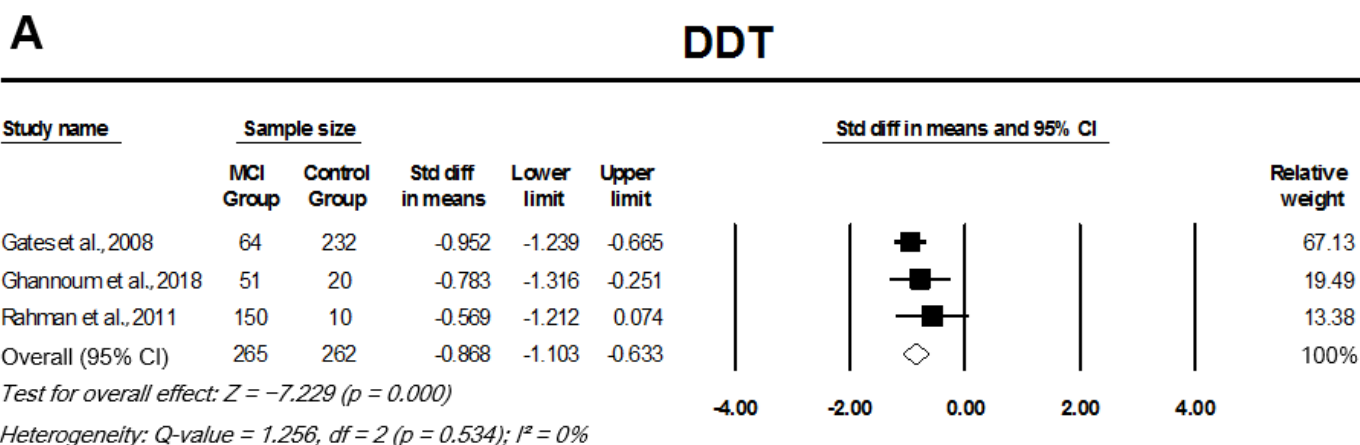 A
DDT
Study name Sample size Std diff in means and 95% CI
MCI Group Control Group Std diff in means Lower limit Upper limit Relative weight
Gates et al., 2008 64 232 -0.952 -1.239 -0.665 67.13
Ghannoum et al., 2018 51 20 -0.783 -1.316 -0.251 19.49
Rahman et al., 2011 150 10 -0.569 -1.212 0.074 13.38
Overall (95% CI) 265 262 -0.868 -1.103 -0.633 100%
Test for overall effect: Z = −7.229 (p = 0.000)
-4.00 -2.00 0.00 2.00 4.00
Heterogeneity: Q-value = 1.256, df = 2 (p = 0.534); I² = 0%